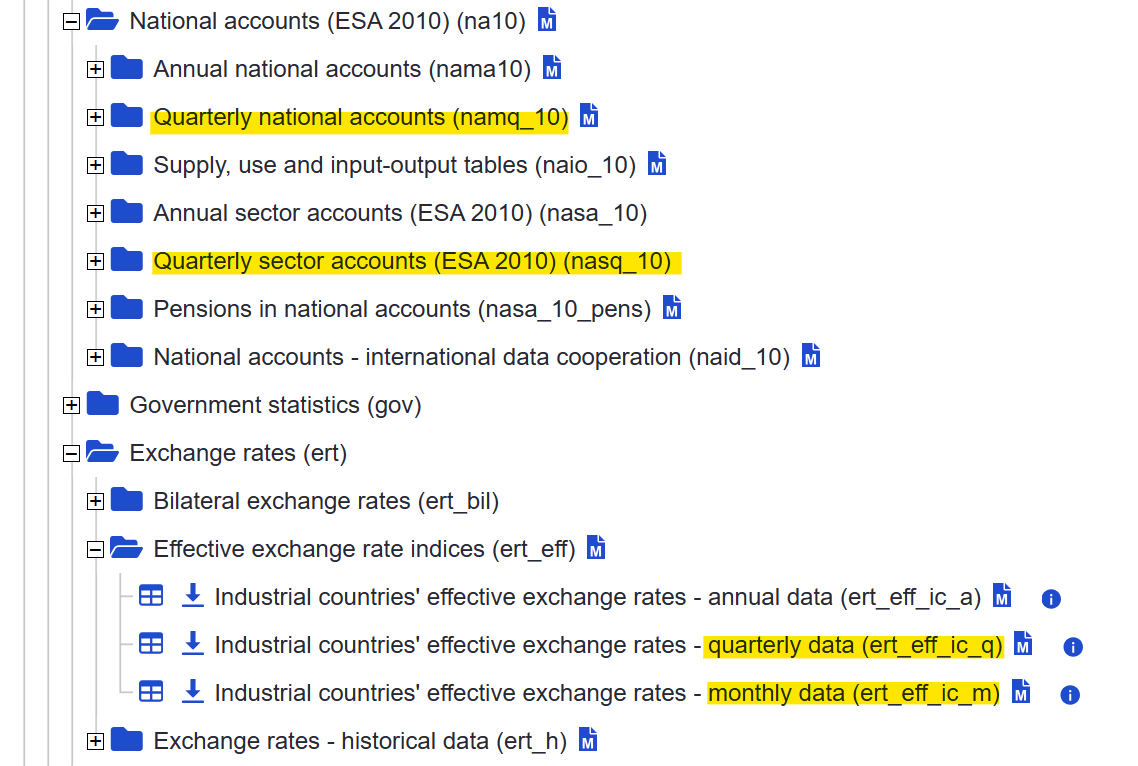 National accounts (ESA 2010) (na10) M
Annual national accounts (nama10) M
Quarterly national accounts (namq_10) M
Supply, use and input-output tables (naio_10) M
Annual sector accounts (ESA 2010) (nasa_10)
Quarterly sector accounts (ESA 2010) (nasq_10)
Pensions in national accounts (nasa_10_pens) M
National accounts - international data cooperation (naid_10) M
Government statistics (gov)
Exchange rates (ert)
Bilateral exchange rates (ert_bil)
Effective exchange rate indices (ert_eff) M
Industrial countries' effective exchange rates - annual data (ert_eff_ic_a) M i
Industrial countries' effective exchange rates - quarterly data (ert_eff_ic_q) M i
Industrial countries' effective exchange rates - monthly data (ert_eff_ic_m) M i
Exchange rates - historical data (ert_h) M